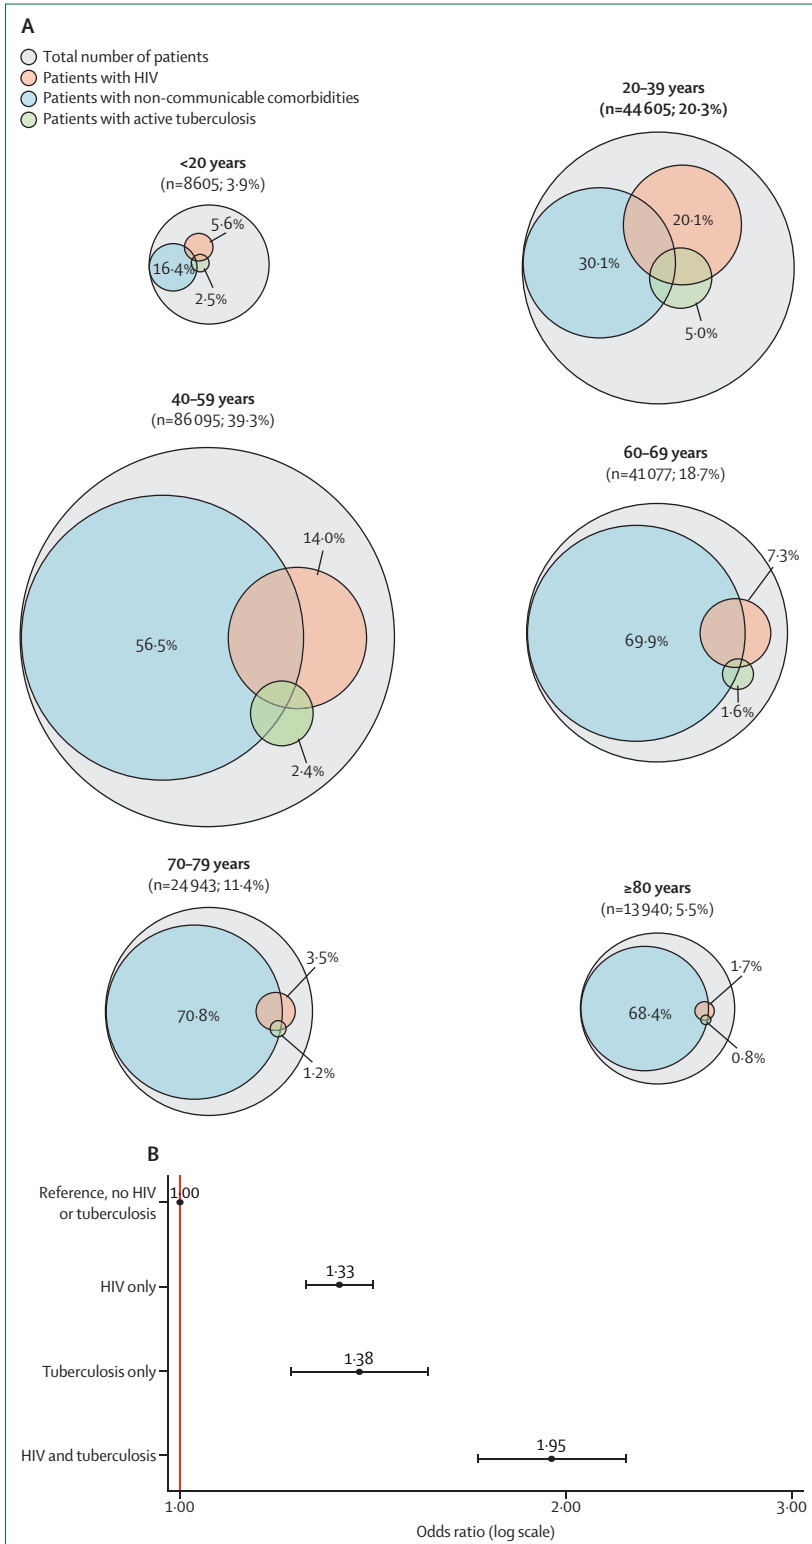 A
Total number of patients
Patients with HIV
Patients with non-communicable comorbidities
Patients with active tuberculosis
<20 years
(n=8605; 3·9%)
5·6%
16·4%
2·5%
20–39 years
(n=44 605; 20·3%)
20·1%
30·1%
5·0%
40–59 years
(n=86 095; 39·3%)
14·0%
56·5%
2·4%
60–69 years
(n=41 077; 18·7%)
7·3%
69·9%
1·6%
70–79 years
(n=24 943; 11·4%)
3·5%
70·8%
1·2%
≥80 years
(n=13 940; 5·5%)
1·7%
68·4%
0·8%
B
Reference, no HIV
or tuberculosis
1·00
HIV only
1·33
Tuberculosis only
1·38
HIV and tuberculosis
1·95
1·00
2·00
3·00
Odds ratio (log scale)